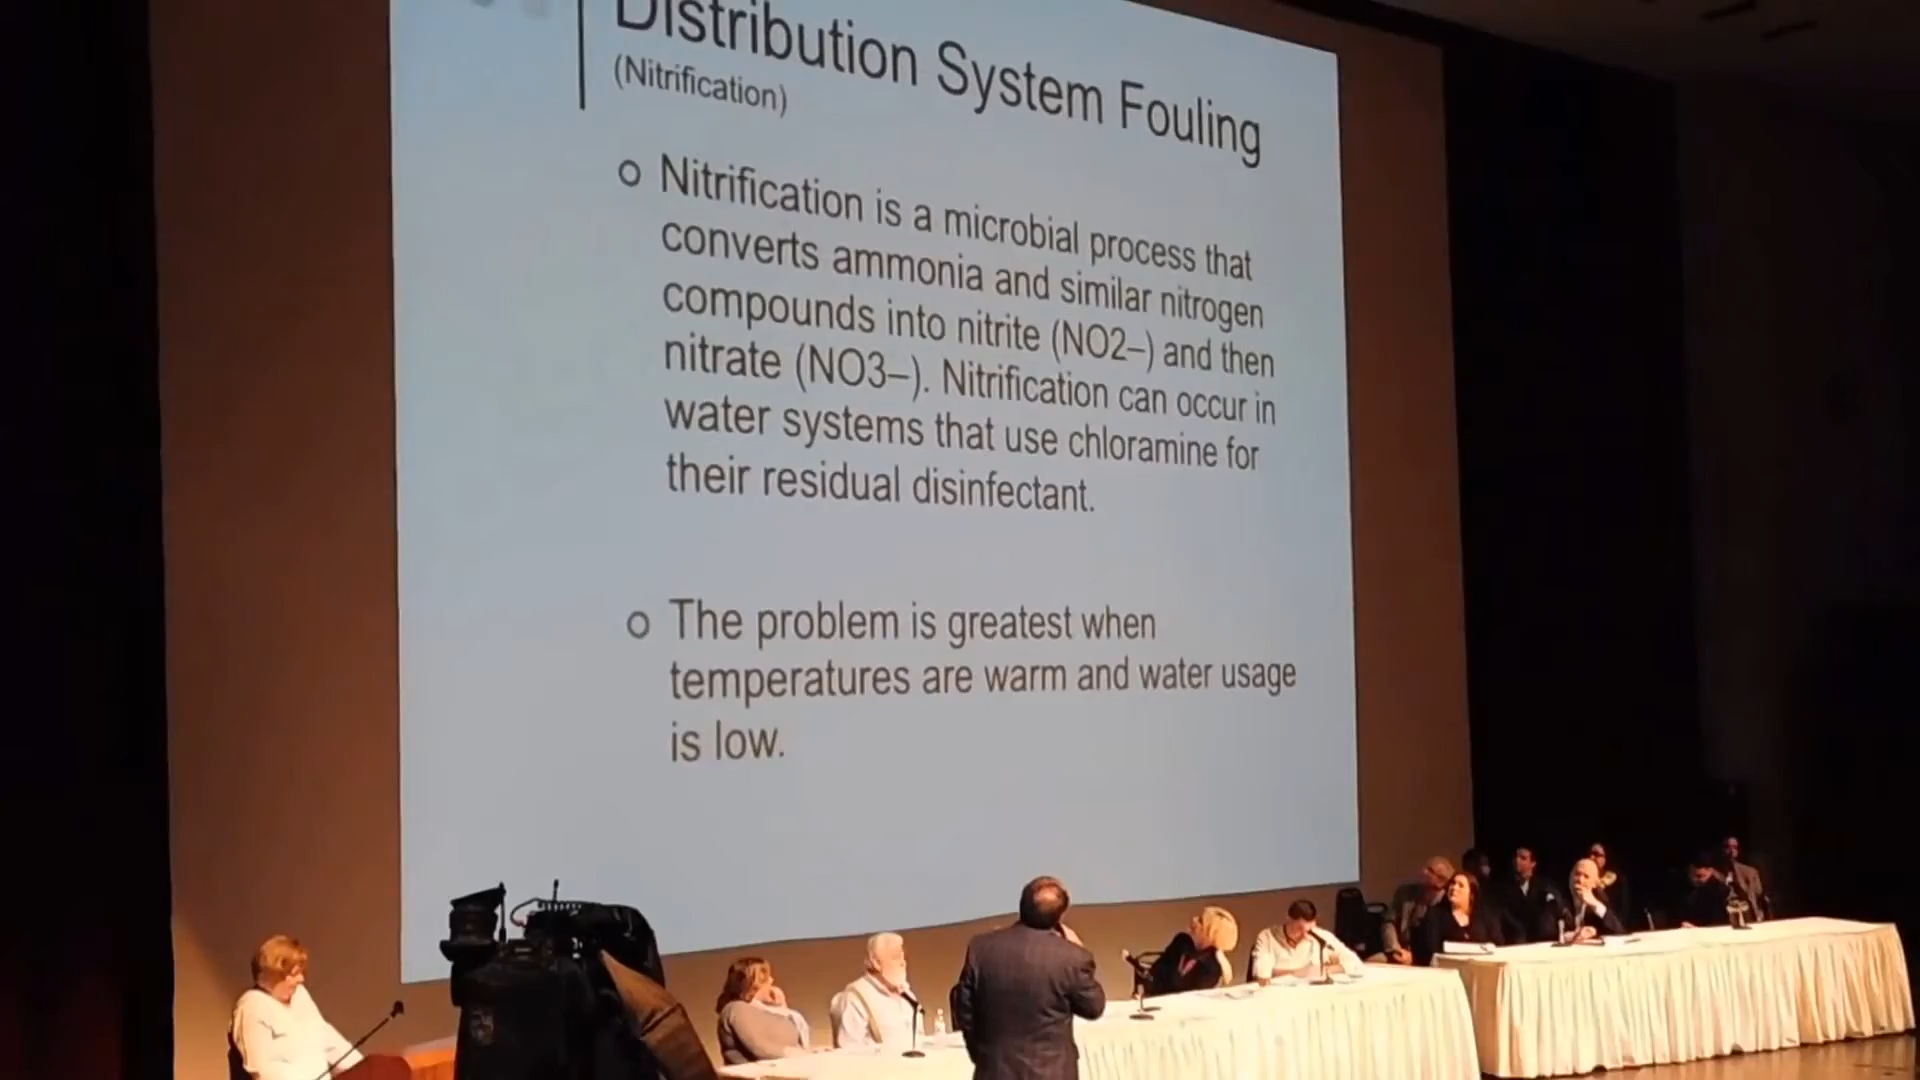 Distribution System Fouling
(Nitrification)
Nitrification is a microbial process that
converts ammonia and similar nitrogen
compounds into nitrite (NO2–) and then
nitrate (NO3–). Nitrification can occur in
water systems that use chloramine for
their residual disinfectant.
The problem is greatest when
temperatures are warm and water usage
is low.